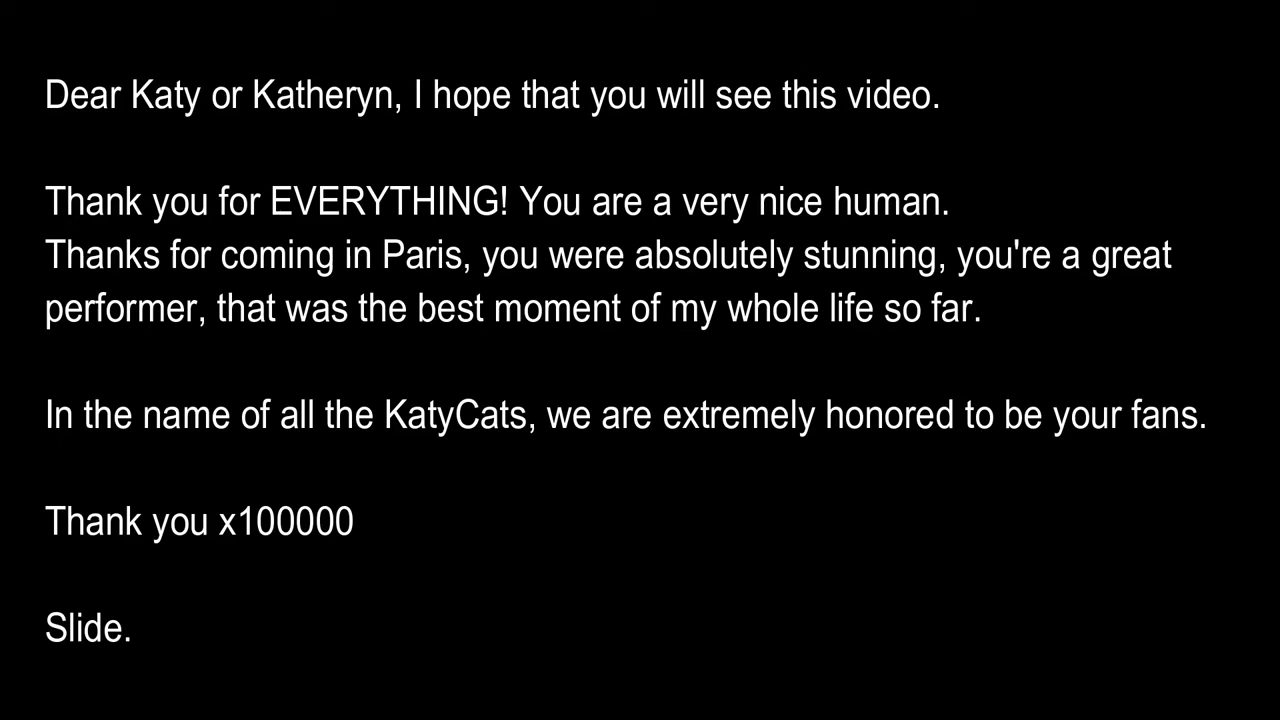 Dear Katy or Katheryn, I hope that you will see this video.
Thank you for EVERYTHING! You are a very nice human.
Thanks for coming in Paris, you were absolutely stunning, you're a great
performer, that was the best moment of my whole life so far.
In the name of all the KatyCats, we are extremely honored to be your fans.
Thank you x100000
Slide.